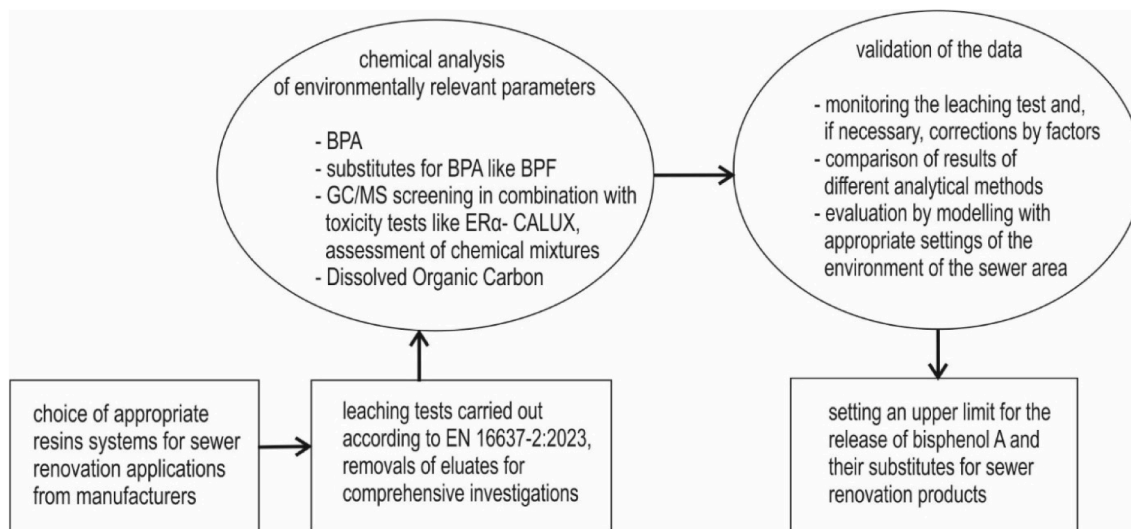 chemical analysis
of environmentally relevant parameters
- BPA
- substitutes for BPA like BPF
- GC/MS screening in combination with
toxicity tests like ERα- CALUX,
assessment of chemical mixtures
- Dissolved Organic Carbon
validation of the data
- monitoring the leaching test and,
if necessary, corrections by factors
- comparison of results of
different analytical methods
- evaluation by modelling with
appropriate settings of the
environment of the sewer area
choice of appropriate
resins systems for sewer
renovation applications
from manufacturers
leaching tests carried out
according to EN 16637-2:2023,
removals of eluates for
comprehensive investigations
setting an upper limit for the
release of bisphenol A and
their substitutes for sewer
renovation products